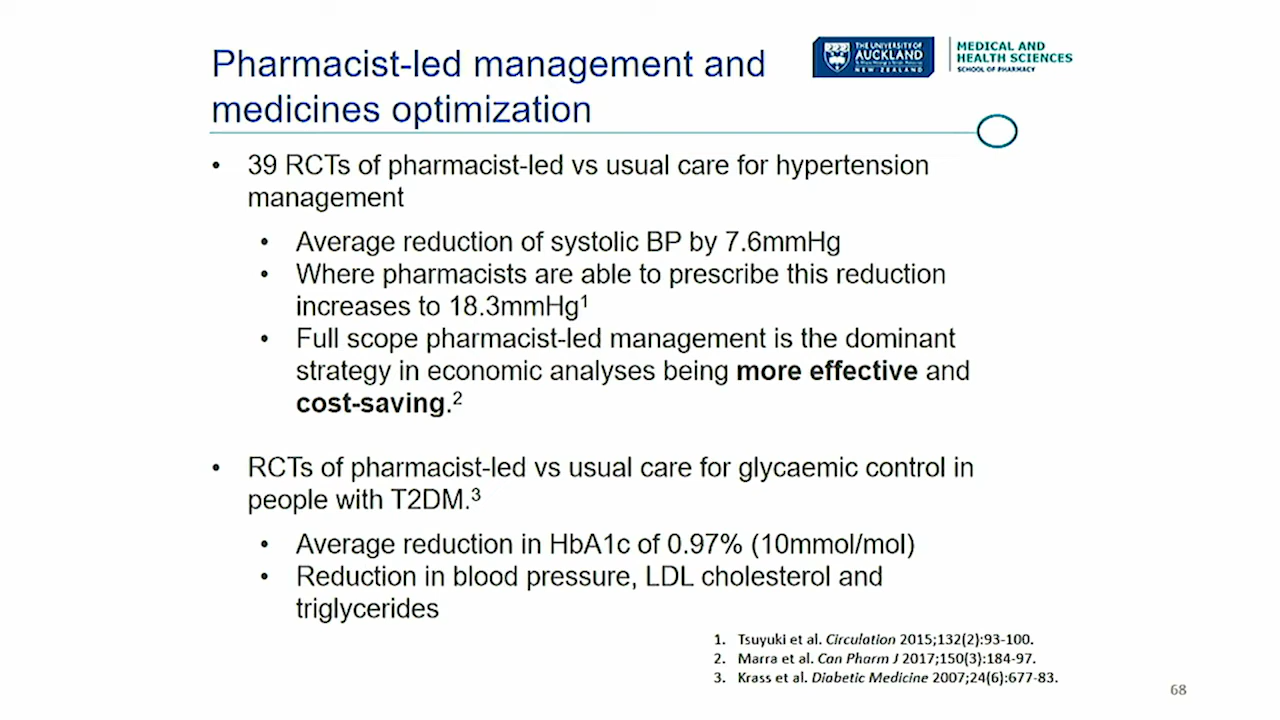 Pharmacist-led management and
medicines optimization
THE UNIVERSITY OF
AUCKLAND
NEW ZEALAND
MEDICAL AND
HEALTH SCIENCES
SCHOOL OF PHARMACY
• 39 RCTs of pharmacist-led vs usual care for hypertension
management
• Average reduction of systolic BP by 7.6mmHg
• Where pharmacists are able to prescribe this reduction
increases to 18.3mmHg¹
• Full scope pharmacist-led management is the dominant
strategy in economic analyses being more effective and
cost-saving.²
• RCTs of pharmacist-led vs usual care for glycaemic control in
people with T2DM.³
• Average reduction in HbA1c of 0.97% (10mmol/mol)
• Reduction in blood pressure, LDL cholesterol and
triglycerides
1. Tsuyuki et al. Circulation 2015;132(2):93-100.
2. Marra et al. Can Pharm J 2017;150(3):184-97.
3. Krass et al. Diabetic Medicine 2007;24(6):677-83.
68